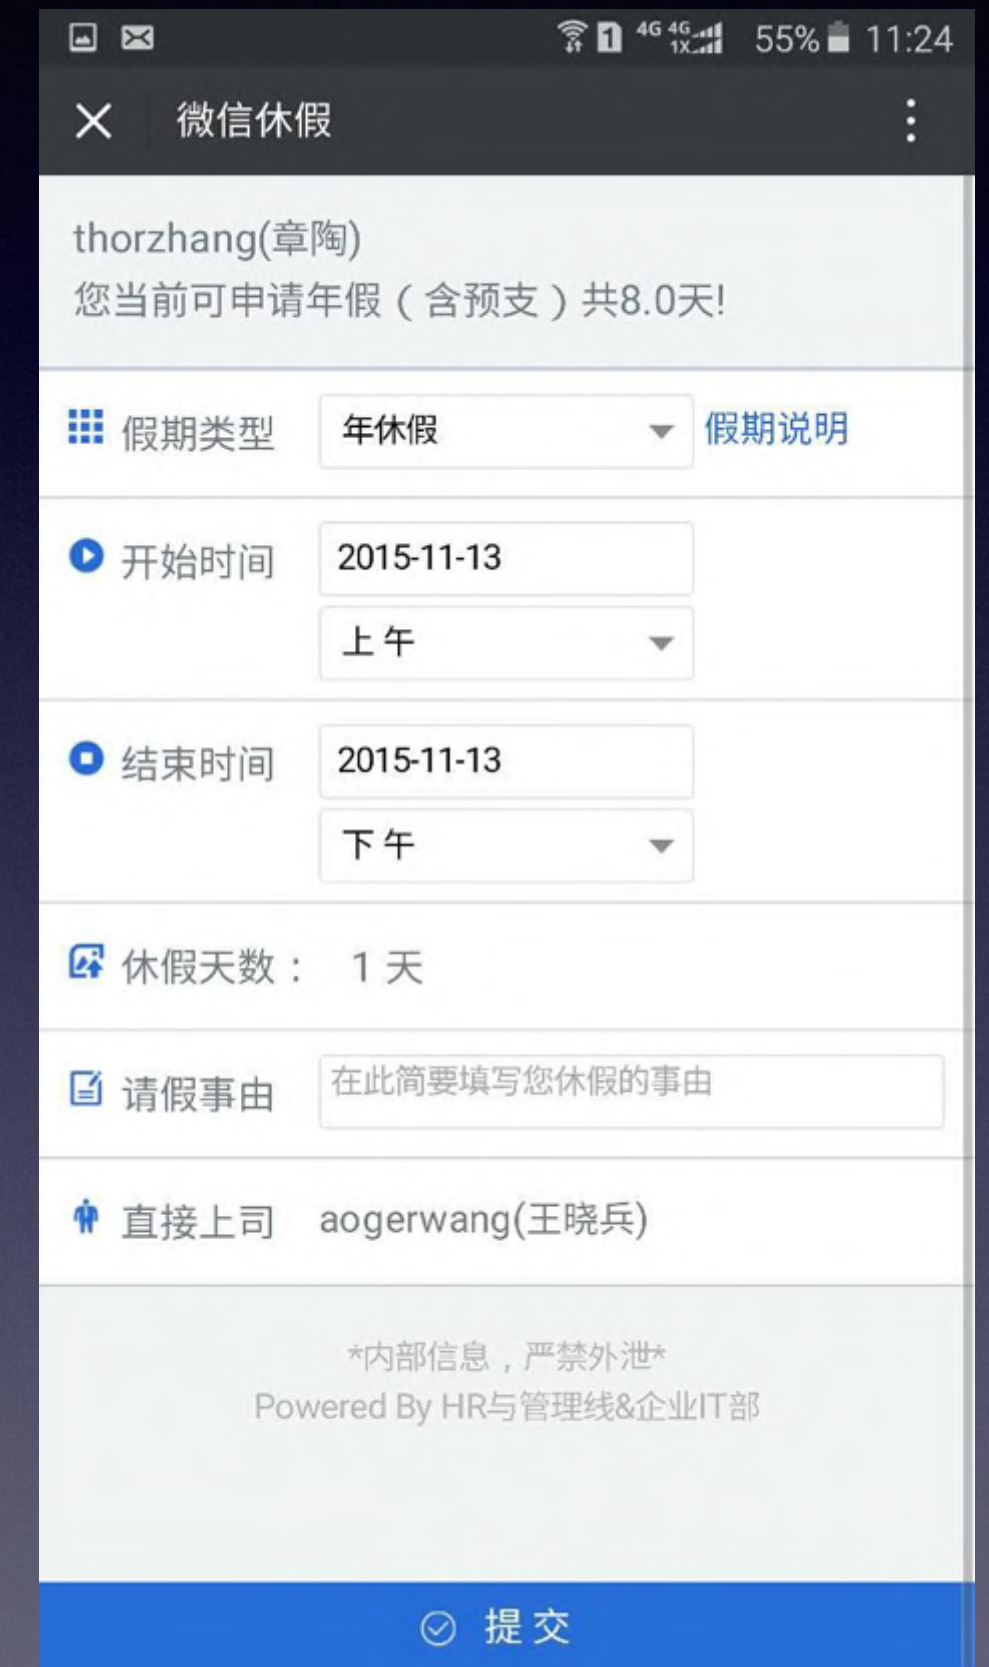 1 4G 4G 1X 55% 11:24
微信休假
thorzhang(章陶)
您当前可申请年假（含预支）共8.0天!
假期类型 年休假 假期说明
开始时间 2015-11-13
上午
结束时间 2015-11-13
下午
休假天数： 1 天
请假事由 在此简要填写您休假的事由
直接上司 aogerwang(王晓兵)
*内部信息，严禁外泄*
Powered By HR与管理线&企业IT部
提交